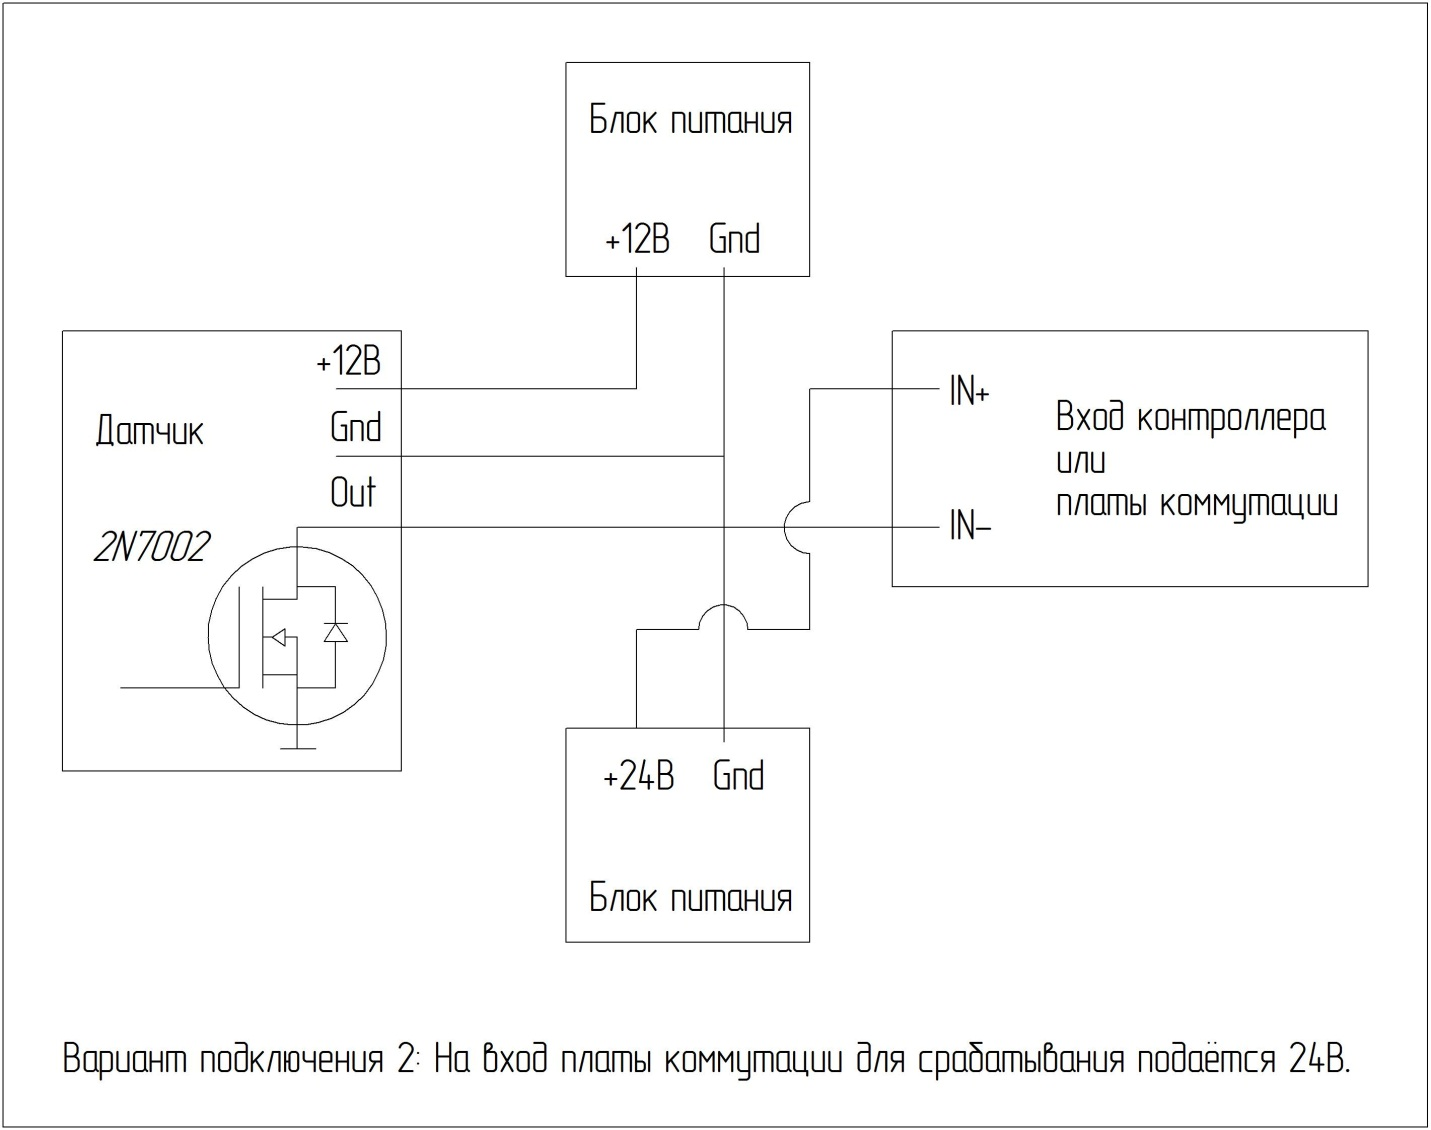 Блок питания
+12В Gnd
+12В
Датчик
Gnd
Out
2N7002
IN+
Вход контроллера
или
платы коммутации
IN-
+24В Gnd
Блок питания
Вариант подключения 2: На вход платы коммутации для срабатывания подаётся 24В.